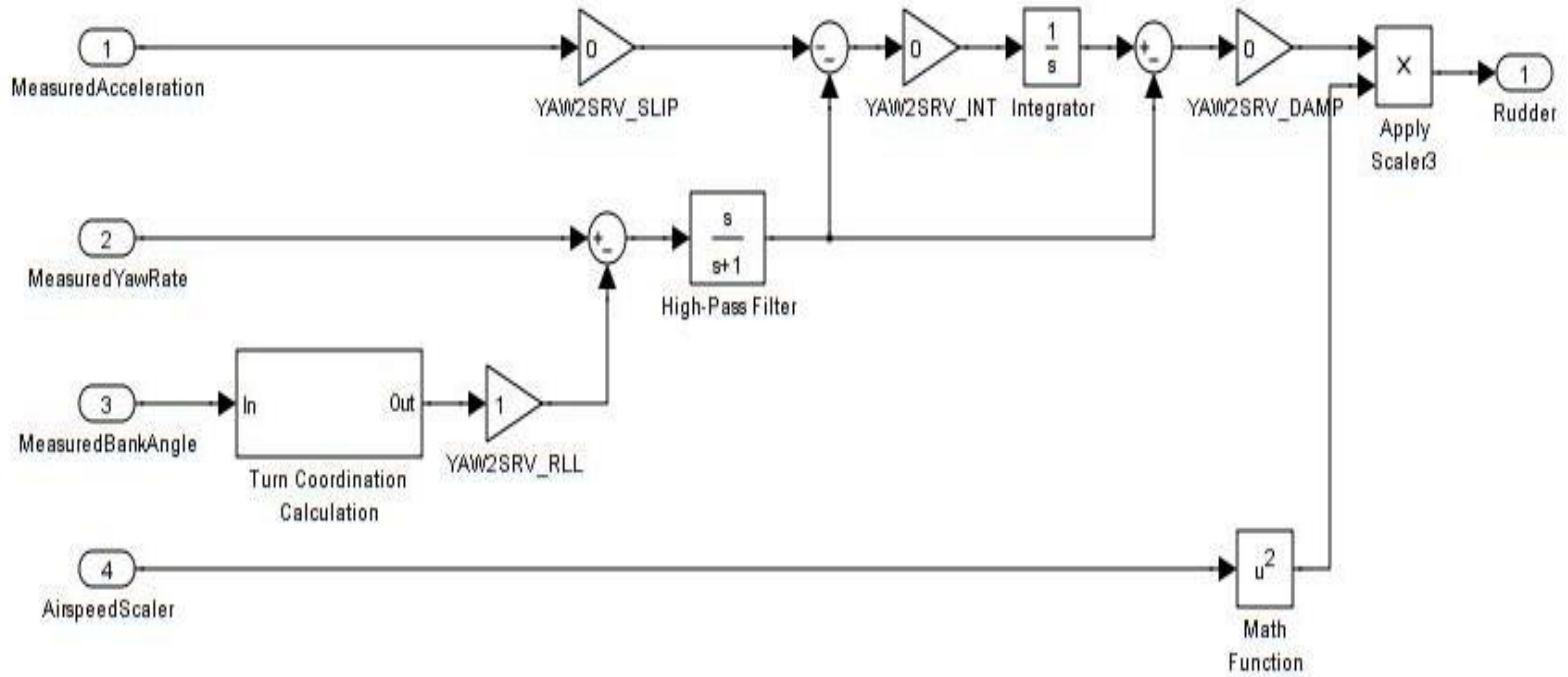 1
MeasuredAcceleration
0
YAW2SRV_SLIP
-
-
0
YAW2SRV_INT
1
s
Integrator
+
-
0
YAW2SRV_DAMP
X
Apply
Scaler3
1
Rudder
2
MeasuredYawRate
+
-
s
s+1
High-Pass Filter
3
MeasuredBankAngle
In
Out
Turn Coordination
Calculation
1
YAW2SRV_RLL
4
AirspeedScaler
u²
Math
Function